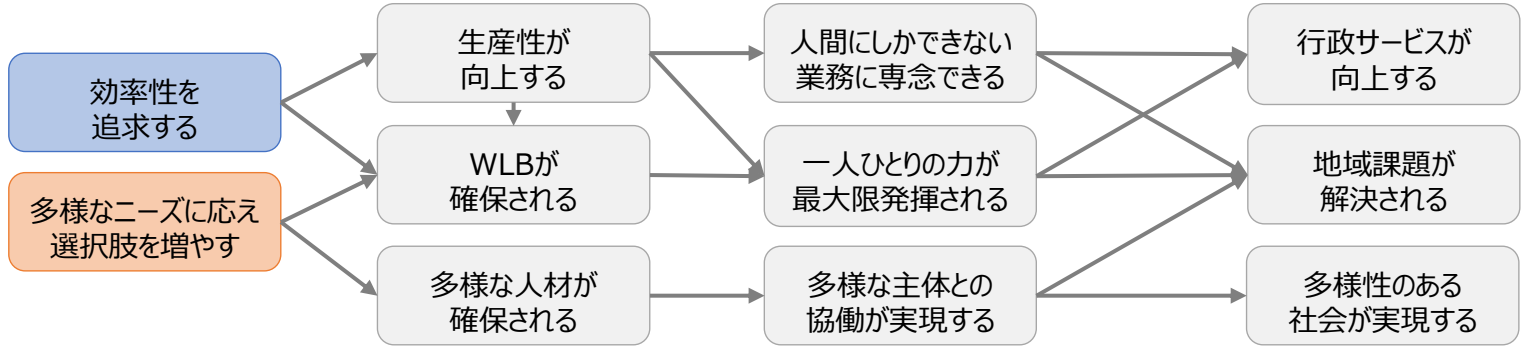 効率性を
追求する
多様なニーズに応え
選択肢を増やす
生産性が
向上する
WLBが
確保される
多様な人材が
確保される
人間にしかできない
業務に専念できる
一人ひとりの力が
最大限発揮される
多様な主体との
協働が実現する
行政サービスが
向上する
地域課題が
解決される
多様性のある
社会が実現する